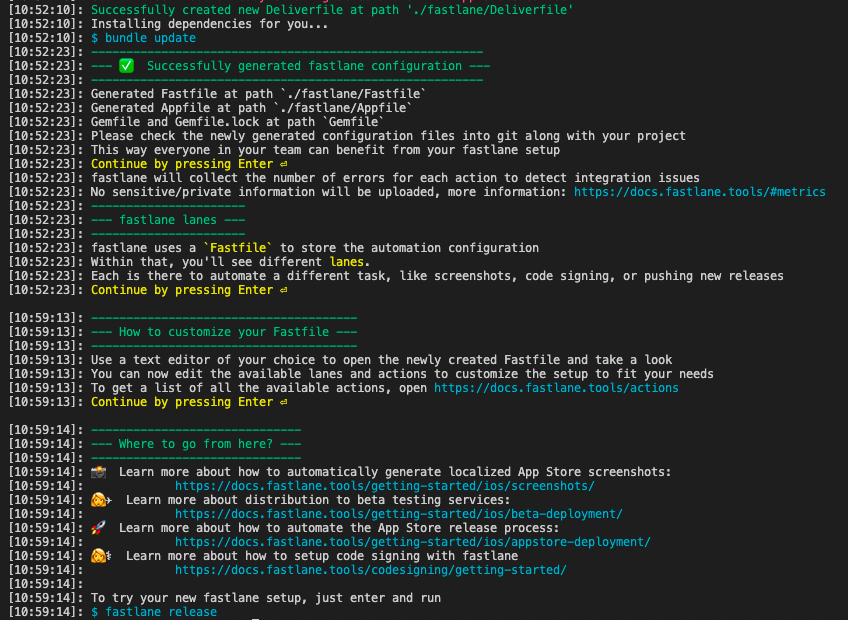 [10:52:10]: Successfully created new Deliverfile at path './fastlane/Deliverfile'
[10:52:10]: Installing dependencies for you...
[10:52:10]: $ bundle update
[10:52:23]: --------------------------------------------------------
[10:52:23]: --- ✅  Successfully generated fastlane configuration ---
[10:52:23]: --------------------------------------------------------
[10:52:23]: Generated Fastfile at path `./fastlane/Fastfile`
[10:52:23]: Generated Appfile at path `./fastlane/Appfile`
[10:52:23]: Gemfile and Gemfile.lock at path `Gemfile`
[10:52:23]: Please check the newly generated configuration files into git along with your project
[10:52:23]: This way everyone in your team can benefit from your fastlane setup
[10:52:23]: Continue by pressing Enter ⏎
[10:52:23]: fastlane will collect the number of errors for each action to detect integration issues
[10:52:23]: No sensitive/private information will be uploaded, more information: https://docs.fastlane.tools/#metrics
[10:52:23]: ----------------------
[10:52:23]: --- fastlane lanes ---
[10:52:23]: ----------------------
[10:52:23]: fastlane uses a `Fastfile` to store the automation configuration
[10:52:23]: Within that, you'll see different lanes.
[10:52:23]: Each is there to automate a different task, like screenshots, code signing, or pushing new releases
[10:52:23]: Continue by pressing Enter ⏎
[10:59:13]: --------------------------------------
[10:59:13]: --- How to customize your Fastfile ---
[10:59:13]: --------------------------------------
[10:59:13]: Use a text editor of your choice to open the newly created Fastfile and take a look
[10:59:13]: You can now edit the available lanes and actions to customize the setup to fit your needs
[10:59:13]: To get a list of all the available actions, open https://docs.fastlane.tools/actions
[10:59:13]: Continue by pressing Enter ⏎
[10:59:14]: ------------------------------
[10:59:14]: --- Where to go from here? ---
[10:59:14]: ------------------------------
[10:59:14]: 📸  Learn more about how to automatically generate localized App Store screenshots:
[10:59:14]: https://docs.fastlane.tools/getting-started/ios/screenshots/
[10:59:14]: 👩‍✈  Learn more about distribution to beta testing services:
[10:59:14]: https://docs.fastlane.tools/getting-started/ios/beta-deployment/
[10:59:14]: 🚀  Learn more about how to automate the App Store release process:
[10:59:14]: https://docs.fastlane.tools/getting-started/ios/appstore-deployment/
[10:59:14]: 👩‍⚕  Learn more about how to setup code signing with fastlane
[10:59:14]: https://docs.fastlane.tools/codesigning/getting-started/
[10:59:14]:
[10:59:14]: To try your new fastlane setup, just enter and run
[10:59:14]: $ fastlane release